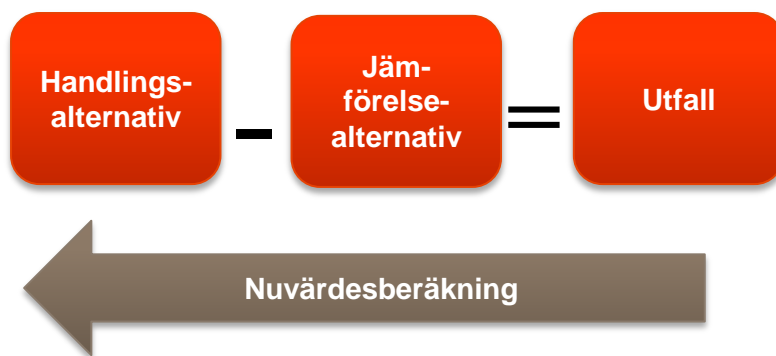 Handlings-
alternativ
-
Jäm-
förelse-
alternativ
=
Utfall
Nuvärdesberäkning